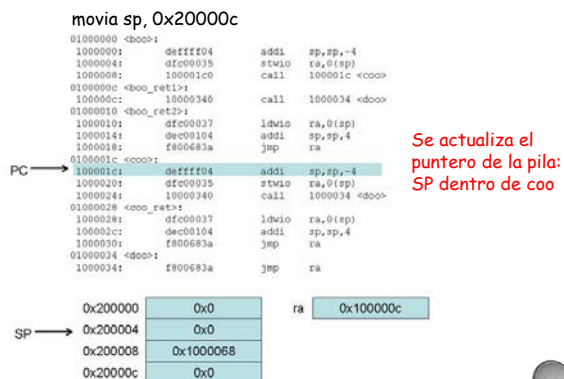 movia sp, 0x20000c
01000000 <boo>:
1000000: deffff04 addi sp,sp,-4
1000004: dfc00035 stwio ra,0(sp)
1000008: 100001c0 call 100001c <coo>
0100000c <boo_ret1>:
100000c: 10000340 call 1000034 <doo>
01000010 <boo_ret2>:
1000010: dfc00037 ldwio ra,0(sp)
1000014: dec00104 addi sp,sp,4
1000018: f800683a jmp ra
0100001c <coo>:
PC 100001c: deffff04 addi sp,sp,-4
1000020: dfc00035 stwio ra,0(sp)
1000024: 10000340 call 1000034 <doo>
01000028 <coo_ret>:
1000028: dfc00037 ldwio ra,0(sp)
100002c: dec00104 addi sp,sp,4
1000030: f800683a jmp ra
01000034 <doo>:
1000034: f800683a jmp ra
Se actualiza el
puntero de la pila:
SP dentro de coo
0x200000 0x0 ra 0x100000c
SP 0x200004 0x0
0x200008 0x1000068
0x20000c 0x0